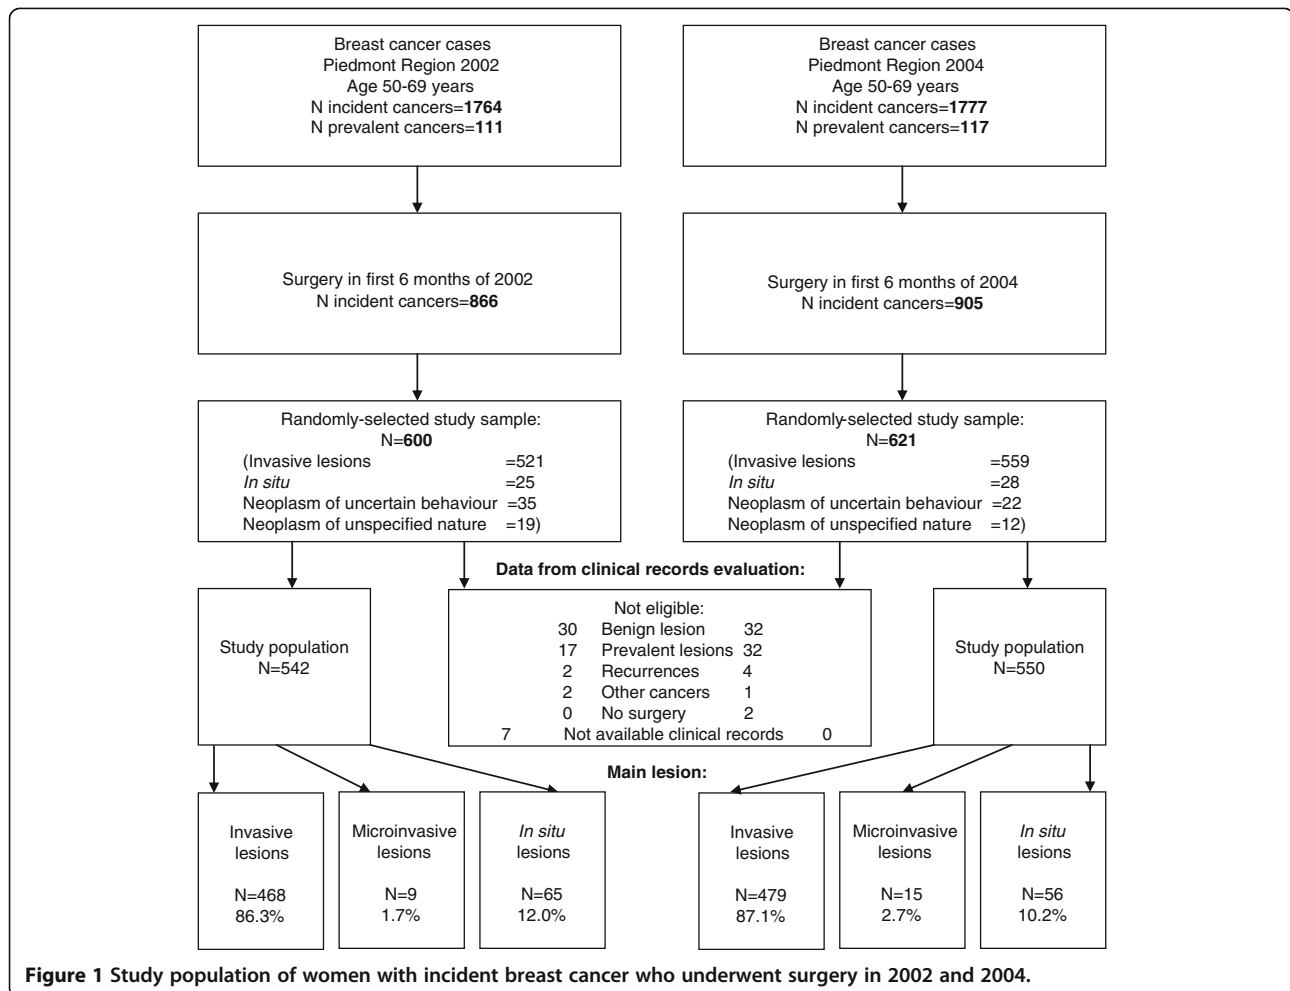 Breast cancer cases
Piedmont Region 2002
Age 50-69 years
N incident cancers=1764
N prevalent cancers=111
Breast cancer cases
Piedmont Region 2004
Age 50-69 years
N incident cancers=1777
N prevalent cancers=117
Surgery in first 6 months of 2002
N incident cancers=866
Surgery in first 6 months of 2004
N incident cancers=905
Randomly-selected study sample:
N=600
(Invasive lesions =521
In situ =25
Neoplasm of uncertain behaviour =35
Neoplasm of unspecified nature =19)
Randomly-selected study sample:
N=621
(Invasive lesions =559
In situ =28
Neoplasm of uncertain behaviour =22
Neoplasm of unspecified nature =12)
Data from clinical records evaluation:
Study population
N=542
Not eligible:
30 Benign lesion 32
17 Prevalent lesions 32
2 Recurrences 4
2 Other cancers 1
0 No surgery 2
7 Not available clinical records 0
Study population
N=550
Main lesion:
Invasive
lesions
N=468
86.3%
Microinvasive
lesions
N=9
1.7%
In situ
lesions
N=65
12.0%
Invasive
lesions
N=479
87.1%
Microinvasive
lesions
N=15
2.7%
In situ
lesions
N=56
10.2%
Figure 1 Study population of women with incident breast cancer who underwent surgery in 2002 and 2004.